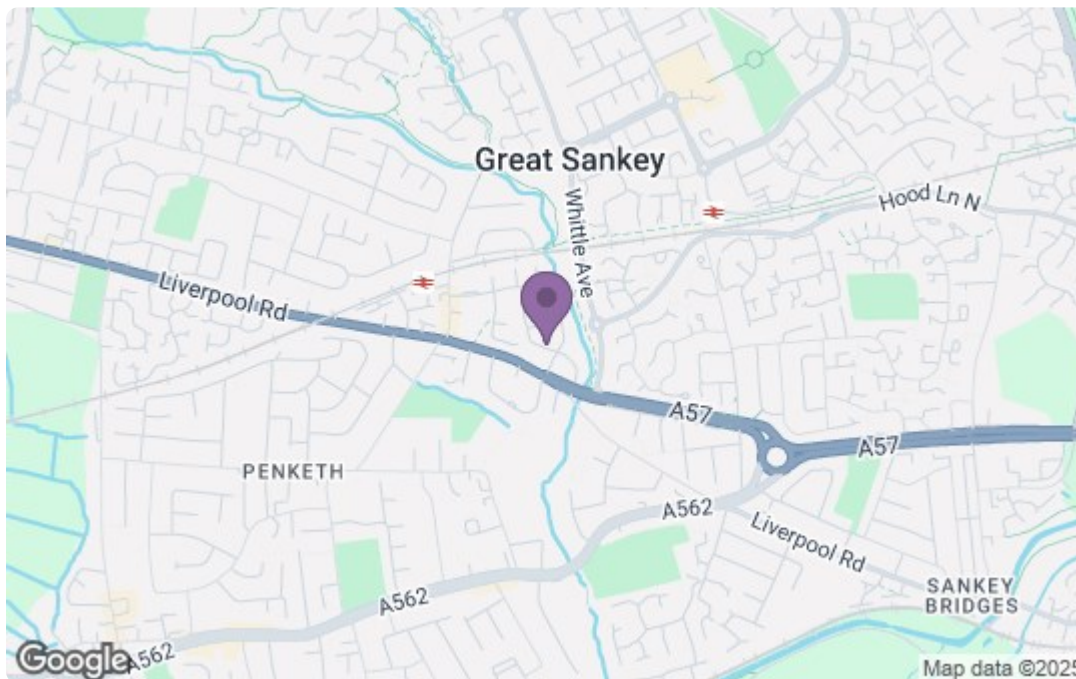 Great Sankey
Whittle Ave
Hood Ln N
Liverpool Rd
A57
A57
PENKETH
A562
Liverpool Rd
A562
SANKEY
BRIDGES
A562
Google
Map data ©2025